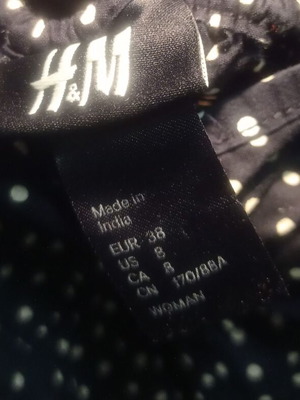 H&M
Made in
India
EUR 38
US 8
CA 8
CN 170/88A
WOMAN